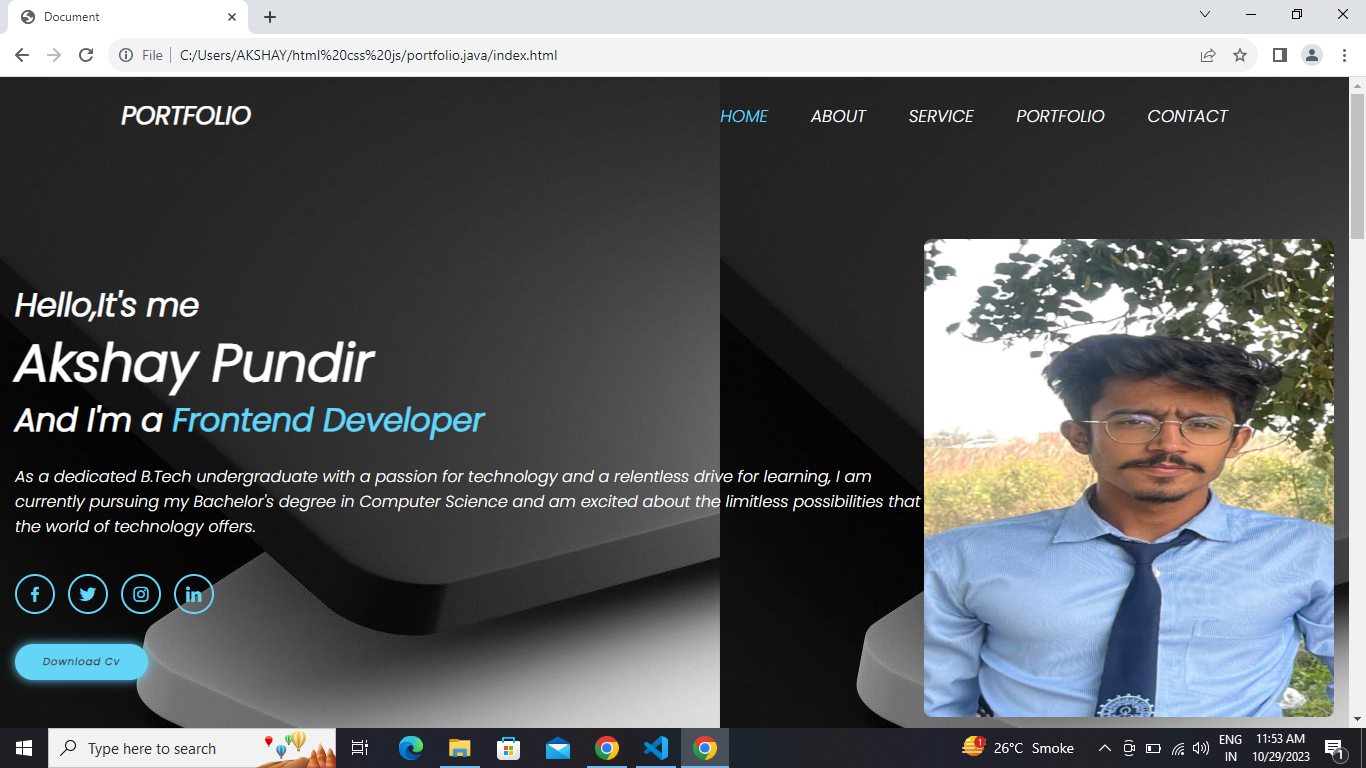 Document
File
C:/Users/AKSHAY/html%20css%20js/portfolio.java/index.html
PORTFOLIO
HOME ABOUT SERVICE PORTFOLIO CONTACT
Hello,It's me
Akshay Pundir
And I'm a Frontend Developer
As a dedicated B.Tech undergraduate with a passion for technology and a relentless drive for learning, I am
currently pursuing my Bachelor's degree in Computer Science and am excited about the limitless possibilities that
the world of technology offers.
Download Cv
Type here to search
1
26°C Smoke
ENG
IN
11:53 AM
10/29/2023
1